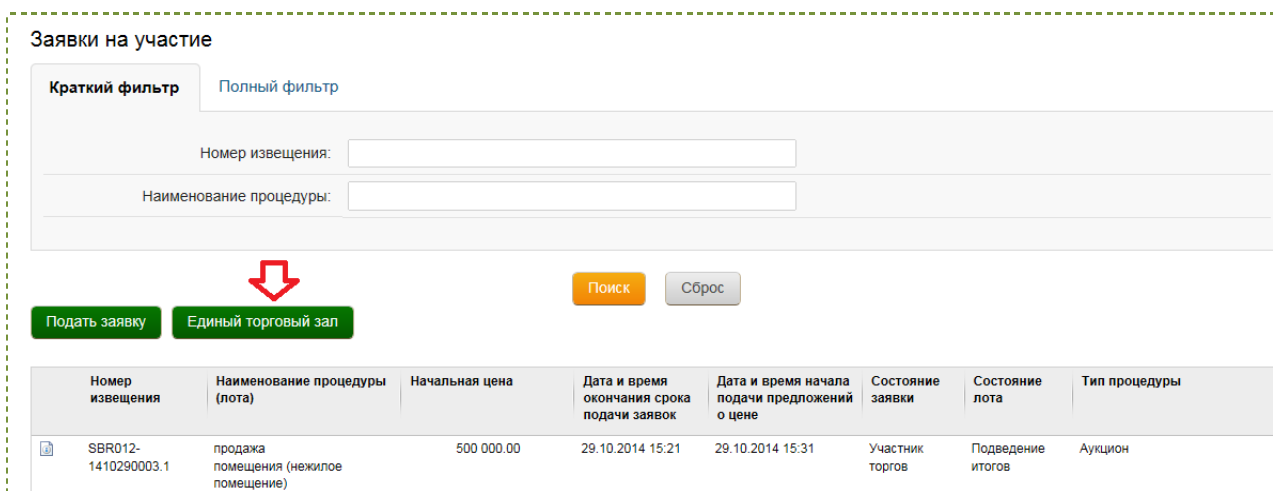 Заявки на участие
Краткий фильтр Полный фильтр
Номер извещения:
Наименование процедуры:
Поиск Сброс
Подать заявку Единый торговый зал
Номер извещения Наименование процедуры (лота) Начальная цена Дата и время окончания срока подачи заявок Дата и время начала подачи предложений о цене Состояние заявки Состояние лота Тип процедуры
SBR012-1410290003.1 продажа помещения (нежилое помещение) 500 000.00 29.10.2014 15:21 29.10.2014 15:31 Участник торгов Подведение итогов Аукцион